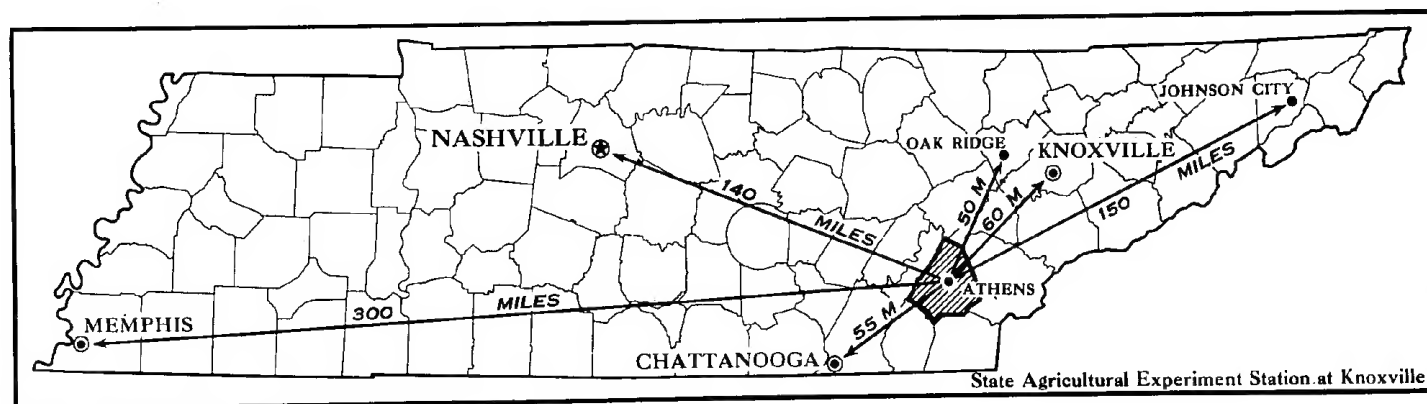 JOHNSON CITY
NASHVILLE
OAK RIDGE
KNOXVILLE
140 MILES
50 M
60 M
150 MILES
ATHENS
300 MILES
MEMPHIS
55 M
CHATTANOOGA
State Agricultural Experiment Station at Knoxville